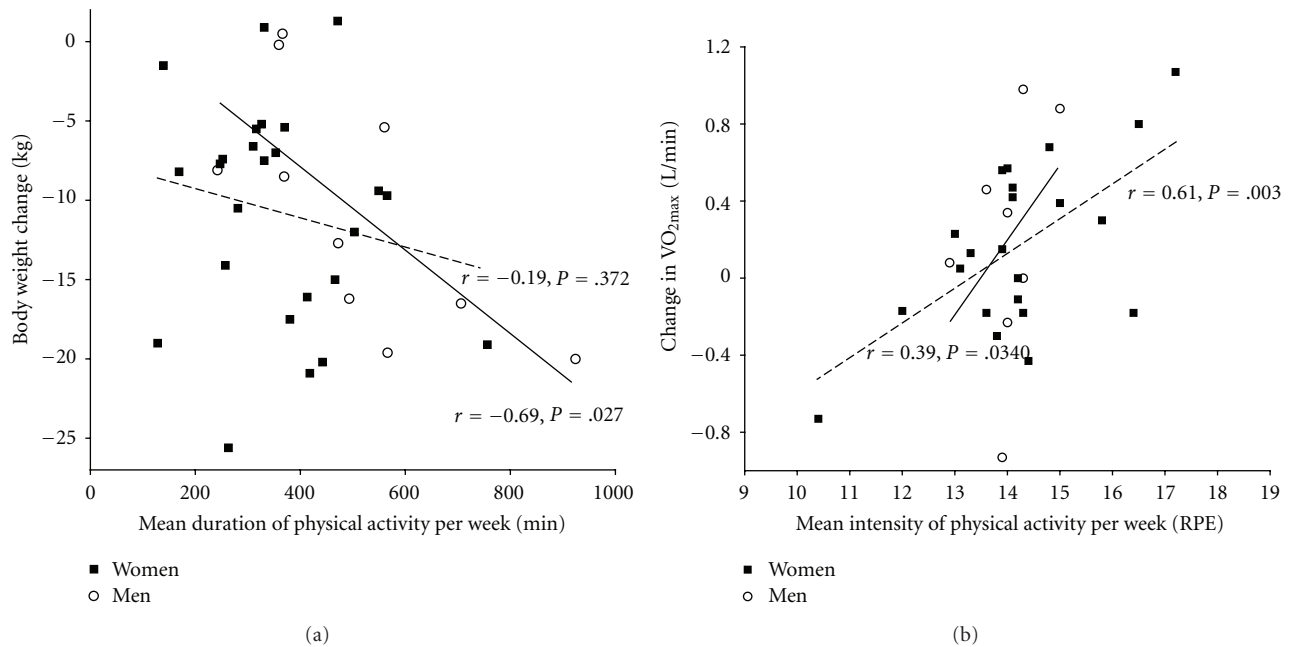 0
−5
−10
−15
−20
−25
Body weight change (kg)
r = −0.19, P = .372
r = −0.69, P = .027
0 200 400 600 800 1000
Mean duration of physical activity per week (min)
Women
Men
(a)
1.2
0.8
0.4
0
−0.4
−0.8
Change in VO2max (L/min)
r = 0.61, P = .003
r = 0.39, P = .0340
9 10 11 12 13 14 15 16 17 18 19
Mean intensity of physical activity per week (RPE)
Women
Men
(b)